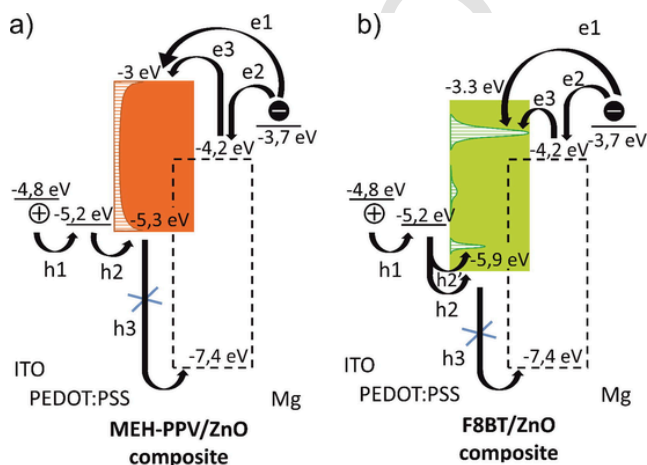 a)
e1
e3
e2
-3 eV
-3,7 eV
-4,2 eV
-4,8 eV
-5,2 eV
-5,3 eV
h1
h2
h3
-7,4 eV
ITO
PEDOT:PSS
Mg
MEH-PPV/ZnO
composite
b)
e1
e2
-3.3 eV
e3
-3,7 eV
-4,2 eV
-4,8 eV
-5,2 eV
-5,9 eV
h1
h2'
h2
h3
-7,4 eV
ITO
PEDOT:PSS
Mg
F8BT/ZnO
composite